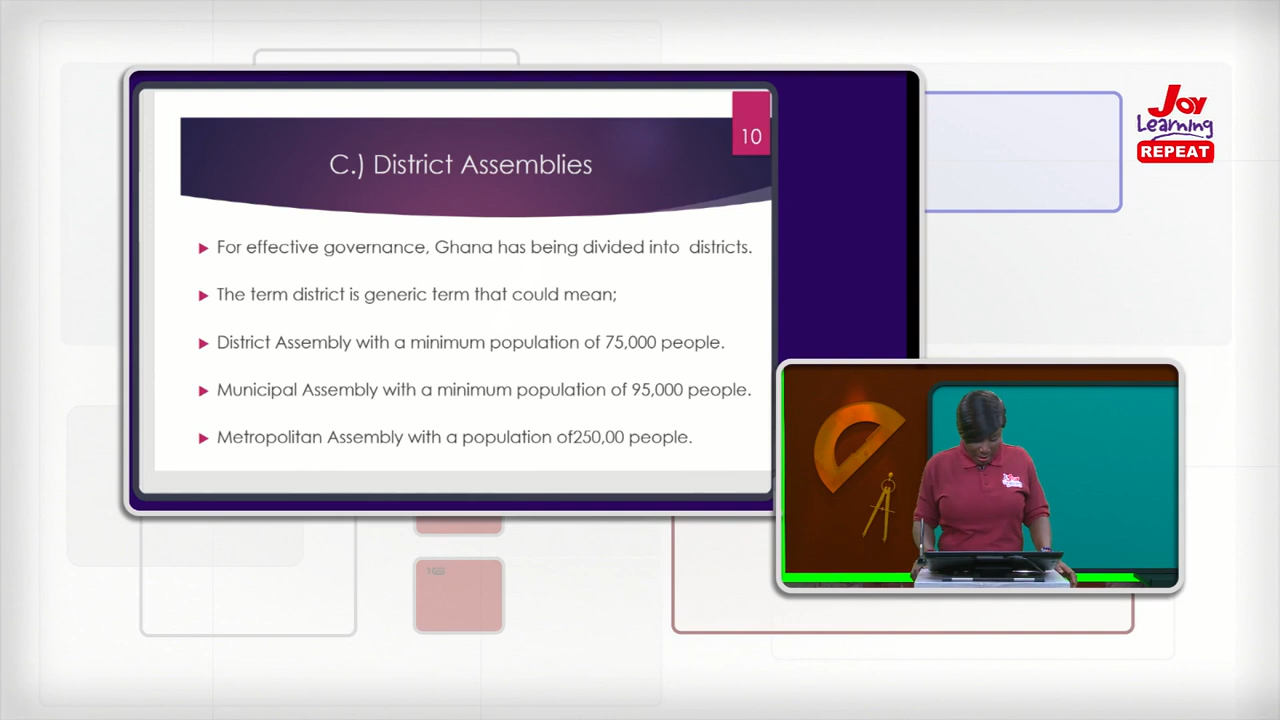 10
C.) District Assemblies
For effective governance, Ghana has being divided into districts.
The term district is generic term that could mean;
District Assembly with a minimum population of 75,000 people.
Municipal Assembly with a minimum population of 95,000 people.
Metropolitan Assembly with a population of250,00 people.
Joy
Learning
REPEAT